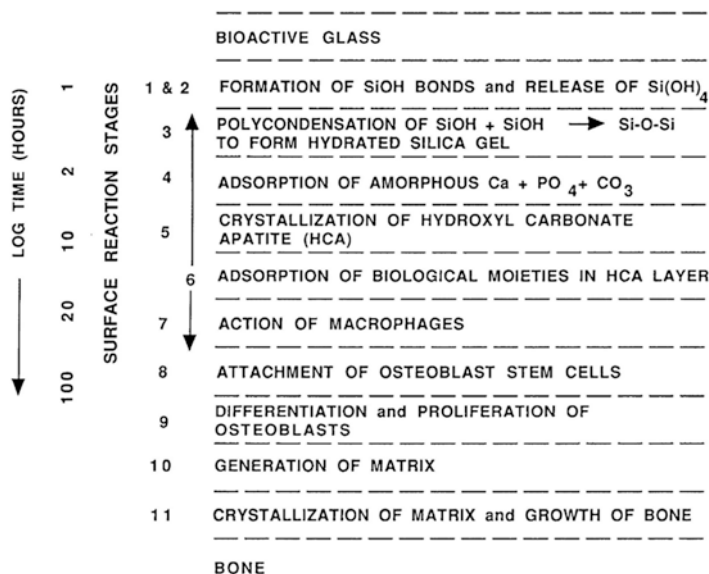 BIOACTIVE GLASS
LOG TIME (HOURS)
1
2
10
20
100
SURFACE REACTION STAGES
1 & 2 FORMATION OF SiOH BONDS and RELEASE OF Si(OH)4
3 POLYCONDENSATION OF SiOH + SiOH → Si-O-Si
TO FORM HYDRATED SILICA GEL
4 ADSORPTION OF AMORPHOUS Ca + PO4 + CO3
5 CRYSTALLIZATION OF HYDROXYL CARBONATE
APATITE (HCA)
6 ADSORPTION OF BIOLOGICAL MOIETIES IN HCA LAYER
7 ACTION OF MACROPHAGES
8 ATTACHMENT OF OSTEOBLAST STEM CELLS
9 DIFFERENTIATION and PROLIFERATION OF
OSTEOBLASTS
10 GENERATION OF MATRIX
11 CRYSTALLIZATION OF MATRIX and GROWTH OF BONE
BONE